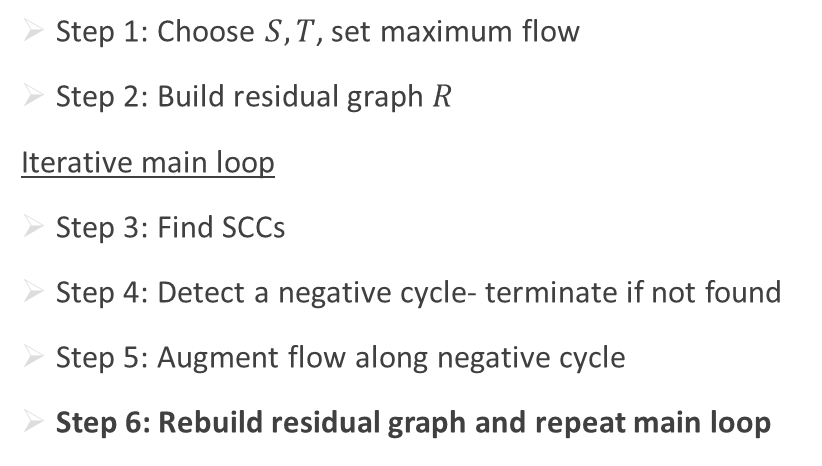 Step 1: Choose S, T, set maximum flow
Step 2: Build residual graph R
Iterative main loop
Step 3: Find SCCs
Step 4: Detect a negative cycle- terminate if not found
Step 5: Augment flow along negative cycle
Step 6: Rebuild residual graph and repeat main loop